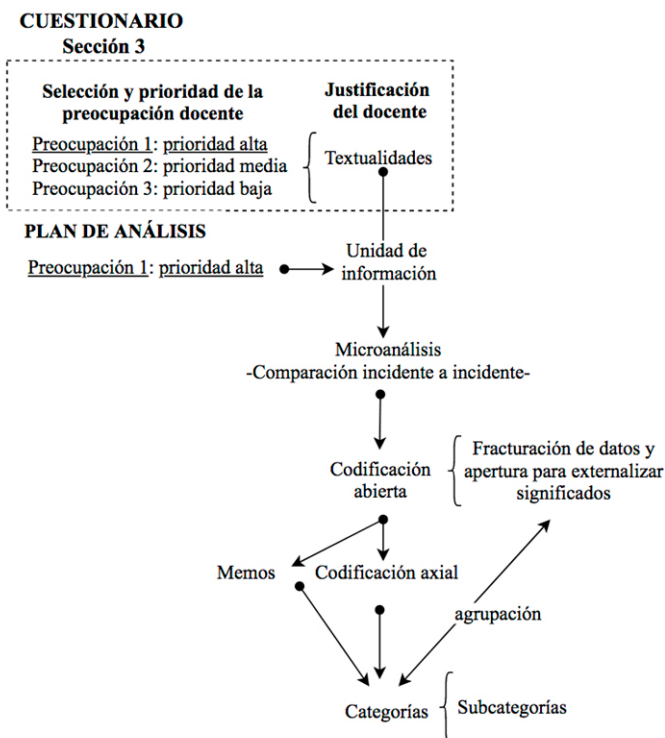 CUESTIONARIO
Sección 3
Selección y prioridad de la
preocupación docente
Preocupación 1: prioridad alta
Preocupación 2: prioridad media
Preocupación 3: prioridad baja
Justificación
del docente
Textualidades
PLAN DE ANÁLISIS
Preocupación 1: prioridad alta
Unidad de
información
Microanálisis
-Comparación incidente a incidente-
Codificación
abierta
Fracturación de datos y
apertura para externalizar
significados
Memos
Codificación axial
agrupación
Categorías
Subcategorías